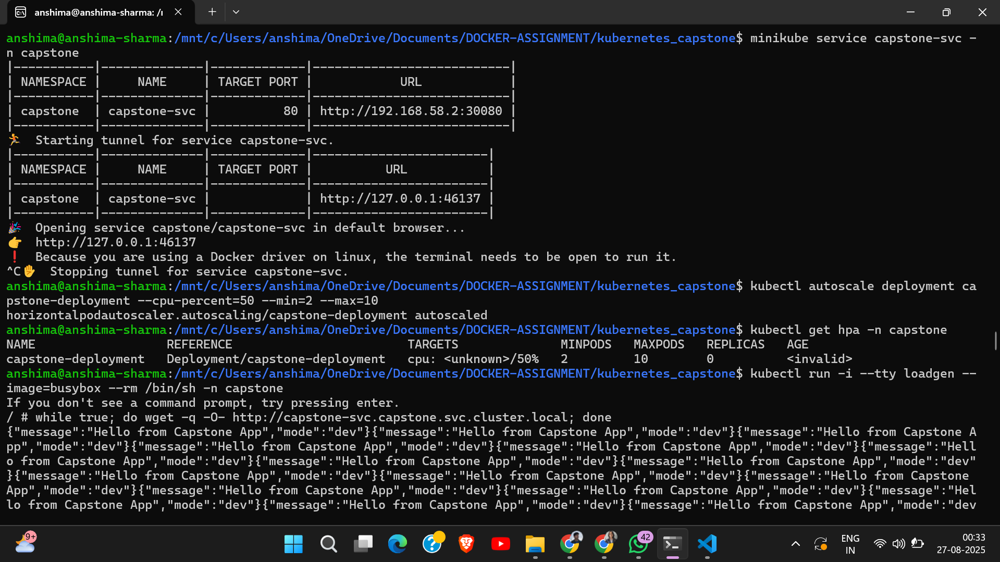 anshima@anshima-sharma: /r
anshima@anshima-sharma:/mnt/c/Users/anshima/OneDrive/Documents/DOCKER-ASSIGNMENT/kubernetes_capstone$ minikube service capstone-svc -
n capstone
|-----------|--------------|-------------|---------------------------|
| NAMESPACE |     NAME     | TARGET PORT |            URL            |
|-----------|--------------|-------------|---------------------------|
| capstone  | capstone-svc |          80 | http://192.168.58.2:30080 |
|-----------|--------------|-------------|---------------------------|
🏃  Starting tunnel for service capstone-svc.
|-----------|--------------|-------------|------------------------|
| NAMESPACE |     NAME     | TARGET PORT |          URL           |
|-----------|--------------|-------------|------------------------|
| capstone  | capstone-svc |             | http://127.0.0.1:46137 |
|-----------|--------------|-------------|------------------------|
🎉  Opening service capstone/capstone-svc in default browser...
👉  http://127.0.0.1:46137
❗  Because you are using a Docker driver on linux, the terminal needs to be open to run it.
^C✋  Stopping tunnel for service capstone-svc.
anshima@anshima-sharma:/mnt/c/Users/anshima/OneDrive/Documents/DOCKER-ASSIGNMENT/kubernetes_capstone$ kubectl autoscale deployment ca
pstone-deployment --cpu-percent=50 --min=2 --max=10
horizontalpodautoscaler.autoscaling/capstone-deployment autoscaled
anshima@anshima-sharma:/mnt/c/Users/anshima/OneDrive/Documents/DOCKER-ASSIGNMENT/kubernetes_capstone$ kubectl get hpa -n capstone
NAME                  REFERENCE                        TARGETS              MINPODS   MAXPODS   REPLICAS   AGE
capstone-deployment   Deployment/capstone-deployment   cpu: <unknown>/50%   2         10        0          <invalid>
anshima@anshima-sharma:/mnt/c/Users/anshima/OneDrive/Documents/DOCKER-ASSIGNMENT/kubernetes_capstone$ kubectl run -i --tty loadgen --
image=busybox --rm /bin/sh -n capstone
If you don't see a command prompt, try pressing enter.
/ # while true; do wget -q -O- http://capstone-svc.capstone.svc.cluster.local; done
{"message":"Hello from Capstone App","mode":"dev"}{"message":"Hello from Capstone App","mode":"dev"}{"message":"Hello from Capstone A
pp","mode":"dev"}{"message":"Hello from Capstone App","mode":"dev"}{"message":"Hello from Capstone App","mode":"dev"}{"message":"Hell
o from Capstone App","mode":"dev"}{"message":"Hello from Capstone App","mode":"dev"}{"message":"Hello from Capstone App","mode":"dev"
}{"message":"Hello from Capstone App","mode":"dev"}{"message":"Hello from Capstone App","mode":"dev"}{"message":"Hello from Capstone
App","mode":"dev"}{"message":"Hello from Capstone App","mode":"dev"}{"message":"Hello from Capstone App","mode":"dev"}{"message":"Hel
lo from Capstone App","mode":"dev"}{"message":"Hello from Capstone App","mode":"dev"}{"message":"Hello from Capstone App","mode":"dev
9+
42
ENG
IN
00:33
27-08-2025